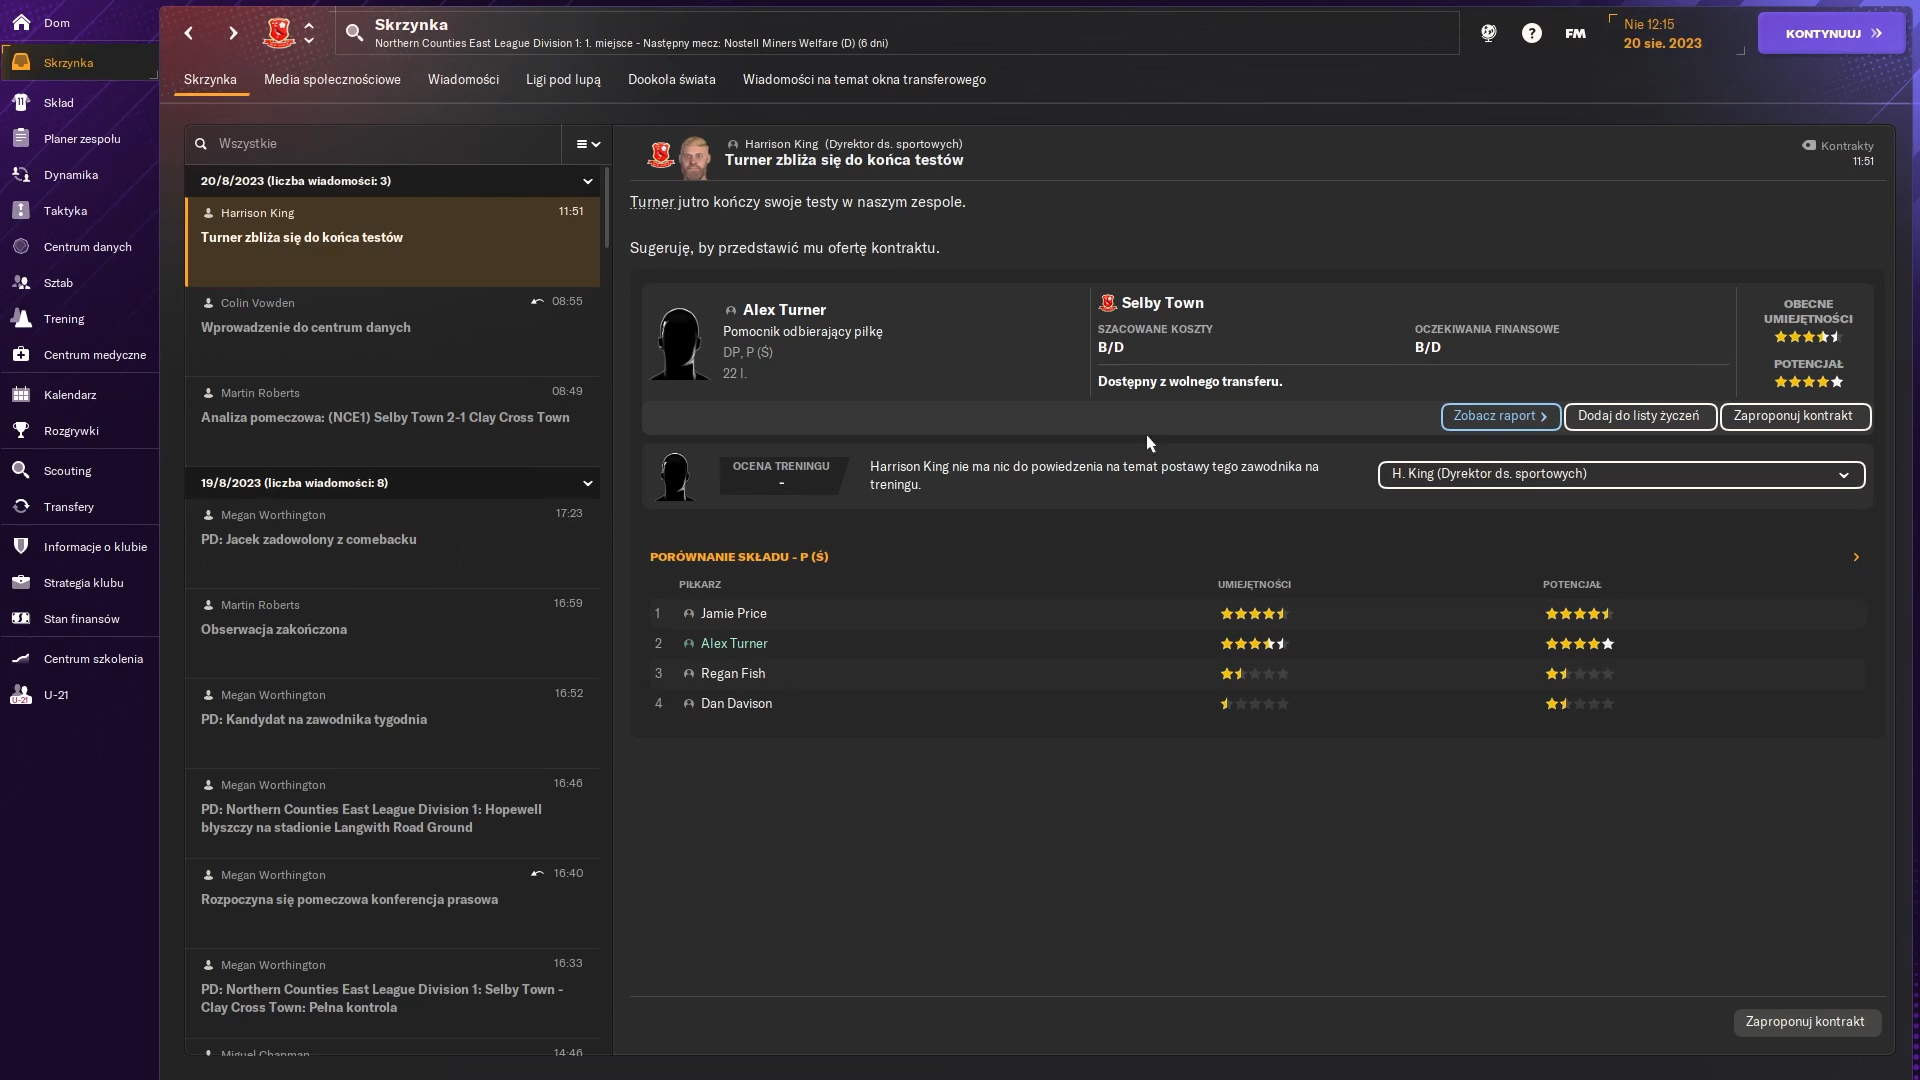 Dom
Skrzynka
Skład
Planer zespołu
Dynamika
Taktyka
Centrum danych
Sztab
Trening
Centrum medyczne
Kalendarz
Rozgrywki
Scouting
Transfery
Informacje o klubie
Strategia klubu
Stan finansów
Centrum szkolenia
U-21
U-21
Skrzynka
Northern Counties East League Division 1: 1. miejsce - Następny mecz: Nostell Miners Welfare (D) (6 dni)
?
FM
Nie 12:15
20 sie. 2023
KONTYNUUJ
Skrzynka
Media społecznościowe
Wiadomości
Ligi pod lupą
Dookoła świata
Wiadomości na temat okna transferowego
Wszystkie
20/8/2023 (liczba wiadomości: 3)
Harrison King 11:51
Turner zbliża się do końca testów
Colin Vowden 08:55
Wprowadzenie do centrum danych
Martin Roberts 08:49
Analiza pomeczowa: (NCE1) Selby Town 2-1 Clay Cross Town
19/8/2023 (liczba wiadomości: 8)
Megan Worthington 17:23
PD: Jacek zadowolony z comebacku
Martin Roberts 16:59
Obserwacja zakończona
Megan Worthington 16:52
PD: Kandydat na zawodnika tygodnia
Megan Worthington 16:46
PD: Northern Counties East League Division 1: Hopewell
błyszczy na stadionie Langwith Road Ground
Megan Worthington 16:40
Rozpoczyna się pomeczowa konferencja prasowa
Megan Worthington 16:33
PD: Northern Counties East League Division 1: Selby Town -
Clay Cross Town: Pełna kontrola
Miguel Chapman 14:46
Harrison King (Dyrektor ds. sportowych)
Turner zbliża się do końca testów
Kontrakty
11:51
Turner jutro kończy swoje testy w naszym zespole.
Sugeruję, by przedstawić mu ofertę kontraktu.
Alex Turner
Pomocnik odbierający piłkę
DP, P (Ś)
22 l.
Selby Town
SZACOWANE KOSZTY
B/D
OCZEKIWANIA FINANSOWE
B/D
Dostępny z wolnego transferu.
OBECNE
UMIEJĘTNOŚCI
POTENCJAŁ
Zobacz raport
Dodaj do listy życzeń
Zaproponuj kontrakt
OCENA TRENINGU
-
Harrison King nie ma nic do powiedzenia na temat postawy tego zawodnika na
treningu.
H. King (Dyrektor ds. sportowych)
PORÓWNANIE SKŁADU - P (Ś)
PIŁKARZ UMIEJĘTNOŚCI POTENCJAŁ
1 Jamie Price
2 Alex Turner
3 Regan Fish
4 Dan Davison
Zaproponuj kontrakt